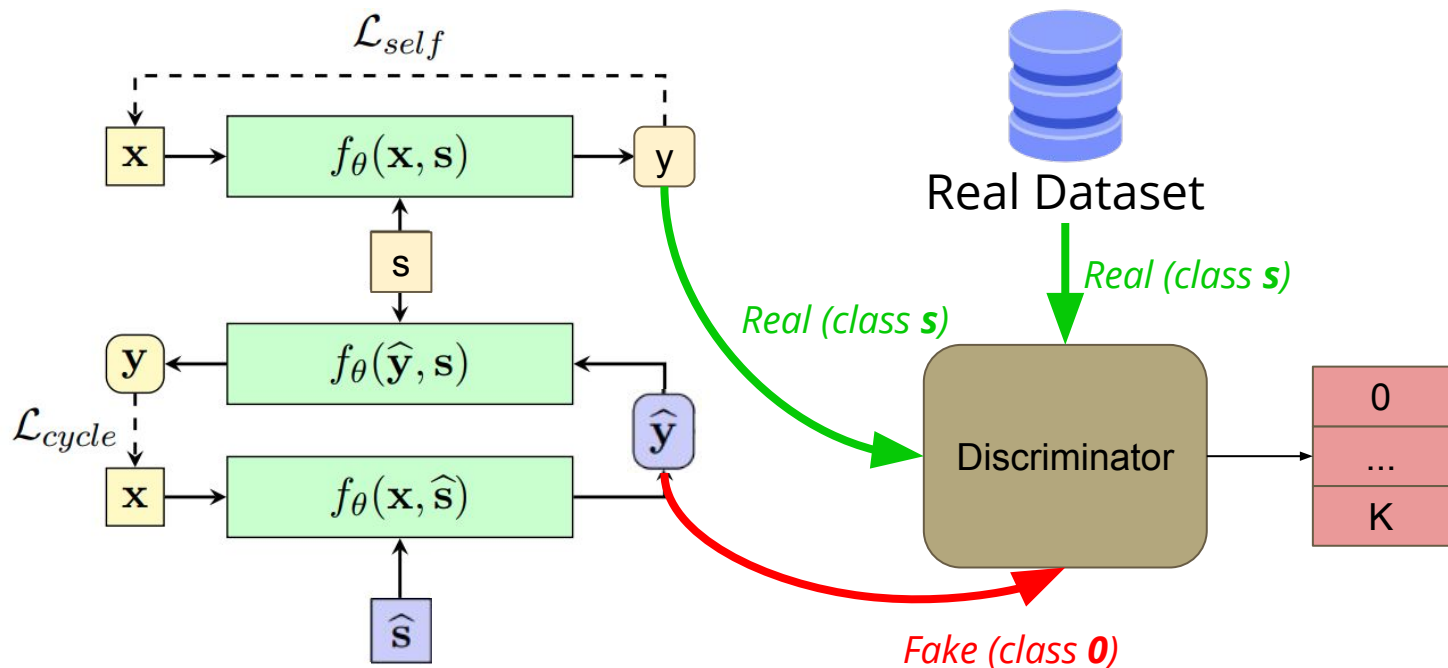 ℒ_self
x
f_θ(x, s)
y
s
Real Dataset
Real (class s)
Real (class s)
y
f_θ(ŷ, s)
ℒ_cycle
ŷ
x
f_θ(x, ŝ)
ŝ
Discriminator
0
...
K
Fake (class 0)